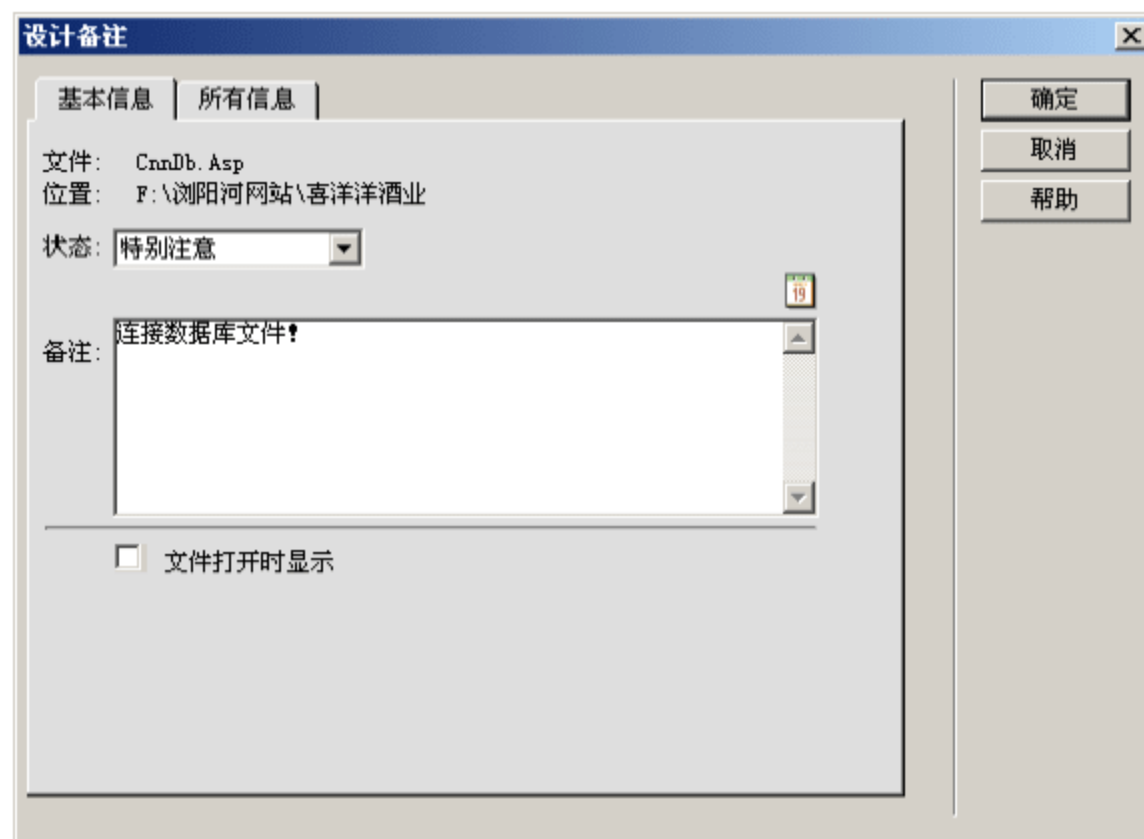 设计备注
基本信息 所有信息
确定
取消
帮助
文件: CnnDb.Asp
位置: F:\浏阳河网站\喜洋洋酒业
状态: 特别注意
19
备注: 连接数据库文件!
文件打开时显示